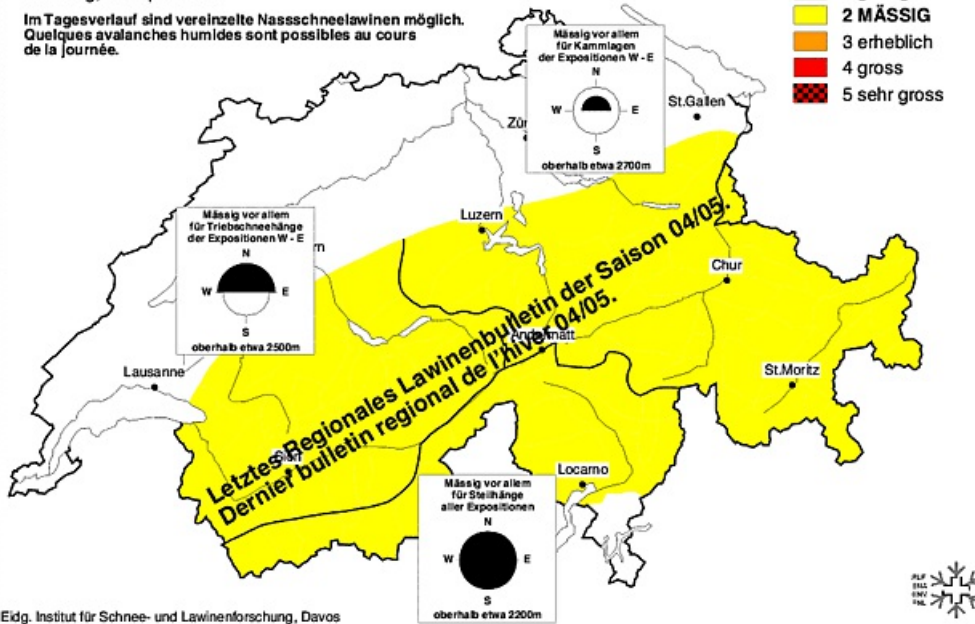 Im Tagesverlauf sind vereinzelte Nassschneelawinen möglich.
Quelques avalanches humides sont possibles au cours
de la journée.
2 MÄSSIG
3 erheblich
4 gross
5 sehr gross
Mässig vor allem
für Kammlagen
der Expositionen W - E
N
W E
S
oberhalb etwa 2700m
St.Gallen
Zür
Mässig vor allem
für Triebschneehänge
der Expositionen W - E
N
W E
S
oberhalb etwa 2500m
rn
Luzern
Chur
Andermatt
St.Moritz
Lausanne
Sion
Letztes Regionales Lawinenbulletin der Saison 04/05.
Dernier bulletin regional de l'hiver 04/05.
Locarno
Mässig vor allem
für Steilhänge
aller Expositionen
N
W E
S
oberhalb etwa 2200m
Eidg. Institut für Schnee- und Lawinenforschung, Davos